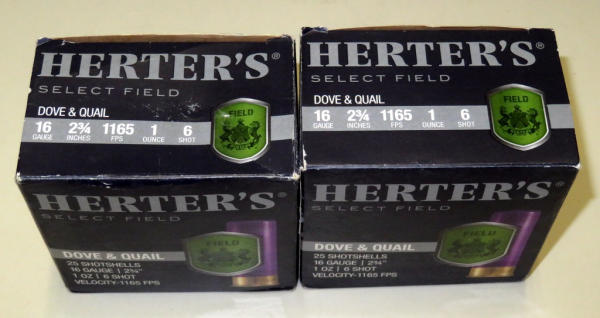 HERTER'S®
SELECT FIELD
DOVE & QUAIL
16 2¾ 1165 1 6
GAUGE INCHES FPS OUNCE SHOT
FIELD
HERTER'S
SELECT FIELD
FIELD
DOVE & QUAIL
25 SHOTSHELLS
16 GAUGE | 2¾"
1 OZ | 6 SHOT
VELOCITY-1165 FPS
HERTER'S®
SELECT FIELD
DOVE & QUAIL
16 2¾ 1165 1 6
GAUGE INCHES FPS OUNCE SHOT
FIELD
HERTER'S®
SELECT FIELD
FIELD
DOVE & QUAIL
25 SHOTSHELLS
16 GAUGE | 2¾"
1 OZ | 6 SHOT
VELOCITY-1165 FPS